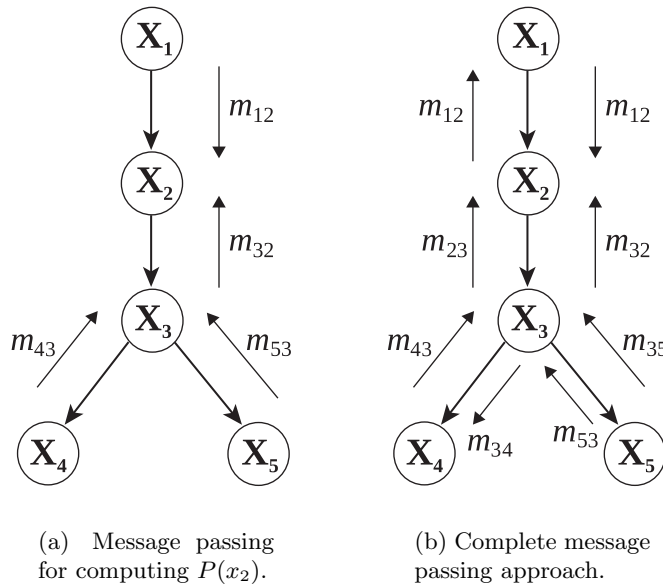 X1
X1
m12
m12
m12
X2
X2
m32
m23
m32
X3
X3
m43
m53
m43
m35
m34
m53
X4
X5
X4
X5
(a) Message passing
for computing P(x2).
(b) Complete message
passing approach.